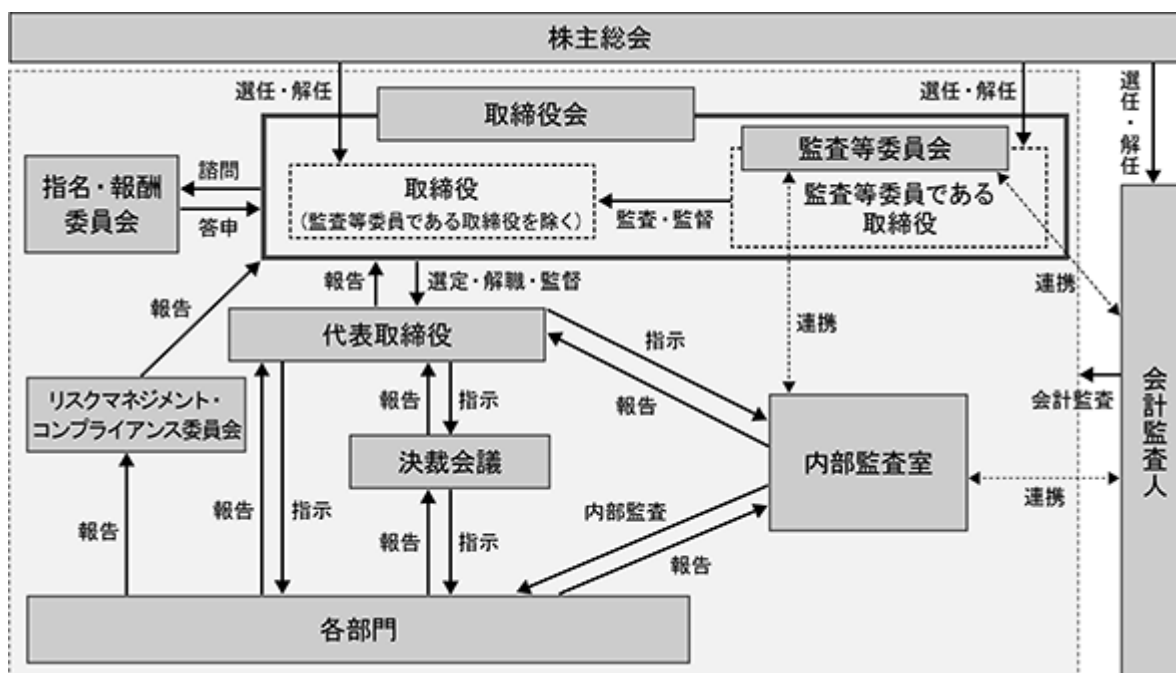 株主総会
選任・解任
選任・解任
選任・解任
取締役会
監査等委員会
指名・報酬
委員会
諮問
答申
取締役
(監査等委員である取締役を除く)
監査・監督
監査等委員である
取締役
報告
報告
選定・解職・監督
連携
連携
代表取締役
指示
報告
リスクマネジメント・
コンプライアンス委員会
報告
指示
会計監査
会計監査人
決裁会議
内部監査室
連携
報告
報告
指示
報告
指示
内部監査
報告
各部門